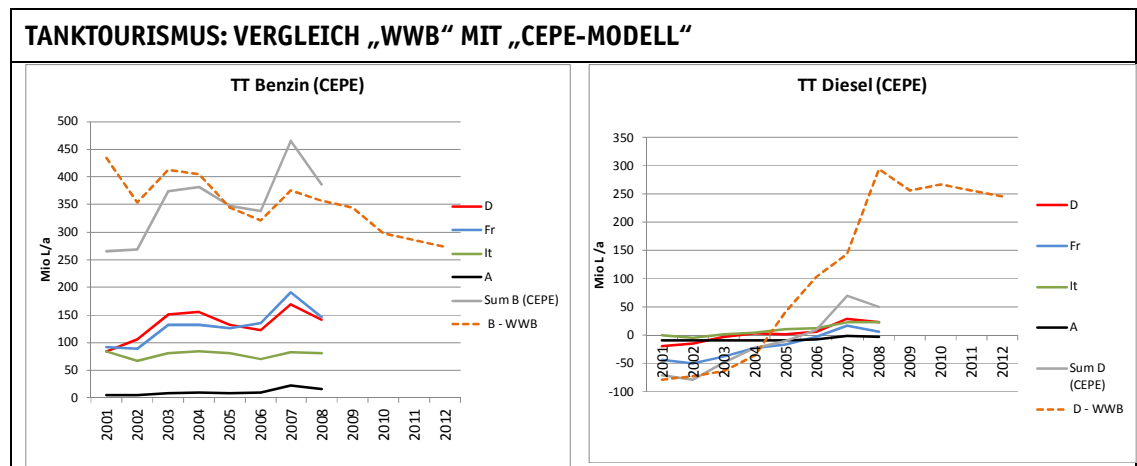 TANKTOURISMUS: VERGLEICH „WWB“ MIT „CEPE-MODELL“
TT Benzin (CEPE)
Mio L/a
500
450
400
350
300
250
200
150
100
50
0
2001
2002
2003
2004
2005
2006
2007
2008
2009
2010
2011
2012
D
Fr
It
A
Sum B (CEPE)
B - WWB
TT Diesel (CEPE)
Mio L /a
350
300
250
200
150
100
50
0
-50
-100
2001
2002
2003
2004
2005
2006
2007
2008
2009
2010
2011
2012
D
Fr
It
A
Sum D
(CEPE)
D - WWB